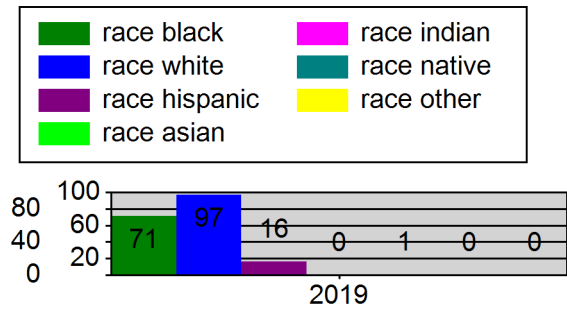 race black race indian
race white race native
race hispanic race other
race asian
100
80
60
40
20
0
71 97 16 0 1 0 0
2019